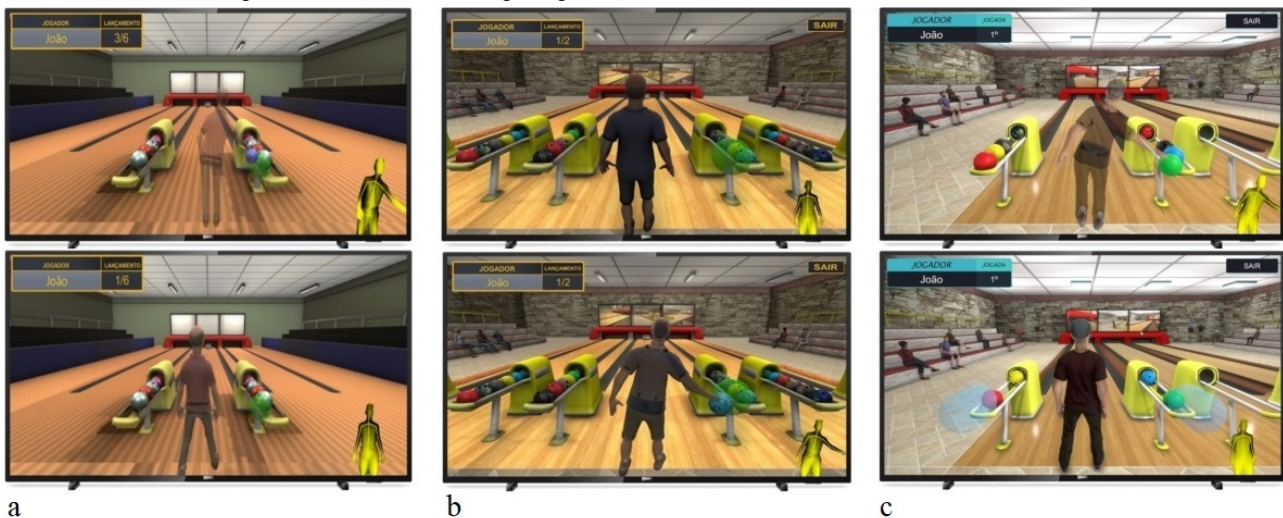 JOGADOR LANÇAMENTO
João 3/6
JOGADOR LANÇAMENTO SAIR
João 1/2
JOGADOR JOGADA SAIR
João 1º
JOGADOR LANÇAMENTO
João 1/6
JOGADOR LANÇAMENTO SAIR
João 1/2
JOGADOR JOGADA SAIR
João 1º
a b c